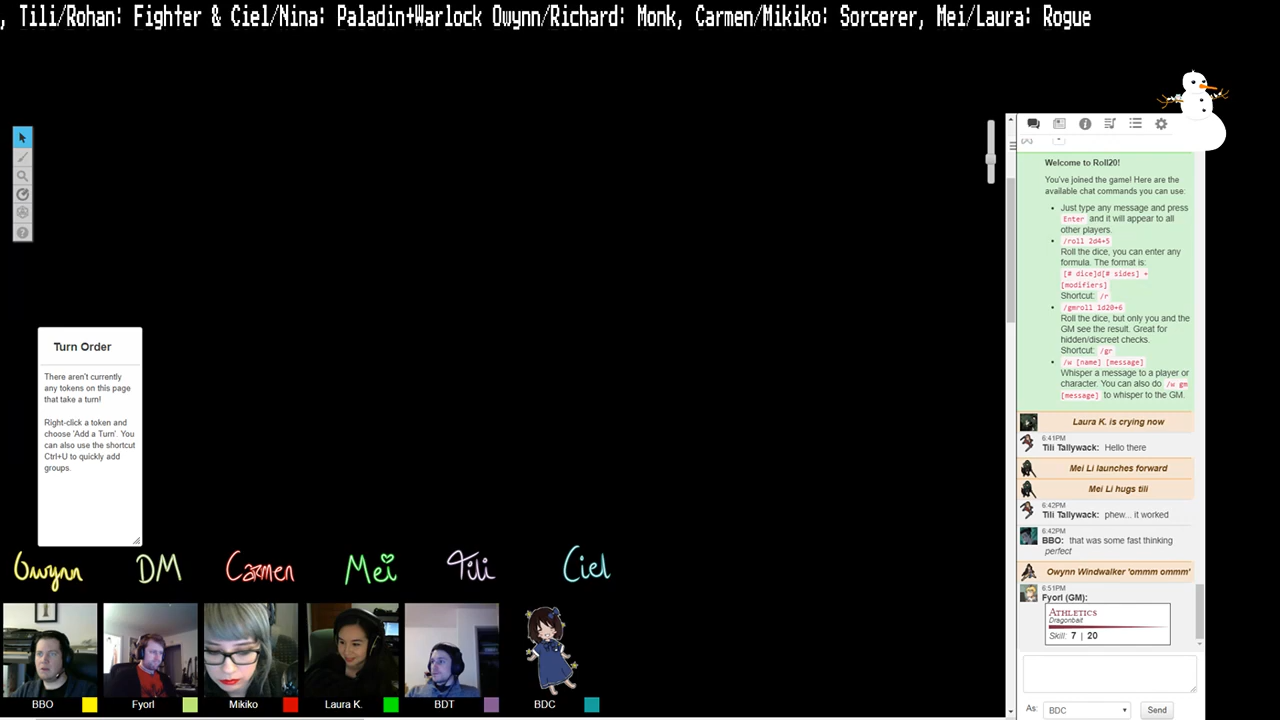 , Tili/Rohan: Fighter & Ciel/Nina: Paladin+Warlock Owynn/Richard: Monk, Carmen/Mikiko: Sorcerer, Mei/Laura: Rogue
Welcome to Roll20!
You've joined the game! Here are the
available chat commands you can use:
Just type any message and press
Enter and it will appear to all
other players.
/roll 2d4+5
Roll the dice, you can enter any
formula. The format is:
[# dice]d[# sides] +
[modifiers]
Shortcut: /r
/gmroll 1d20+6
Roll the dice, but only you and the
GM see the result. Great for
hidden/discreet checks.
Shortcut: /gr
/w [name] [message]
Whisper a message to a player or
character. You can also do /w gm
[message] to whisper to the GM.
Laura K. is crying now
6:41PM
Tili Tallywack: Hello there
Mei Li launches forward
Mei Li hugs tili
6:42PM
Tili Tallywack: phew... it worked
6:42PM
BBO: that was some fast thinking
perfect
Owynn Windwalker 'ommm ommm'
6:51PM
Fyorl (GM):
Athletics
Dragonbait
Skill: 7 | 20
As: BDC Send
Turn Order
There aren't currently
any tokens on this page
that take a turn!
Right-click a token and
choose 'Add a Turn'. You
can also use the shortcut
Ctrl+U to quickly add
groups.
Owynn DM Carmen Mei Tili Ciel
BBO Fyorl Mikiko Laura K. BDT BDC